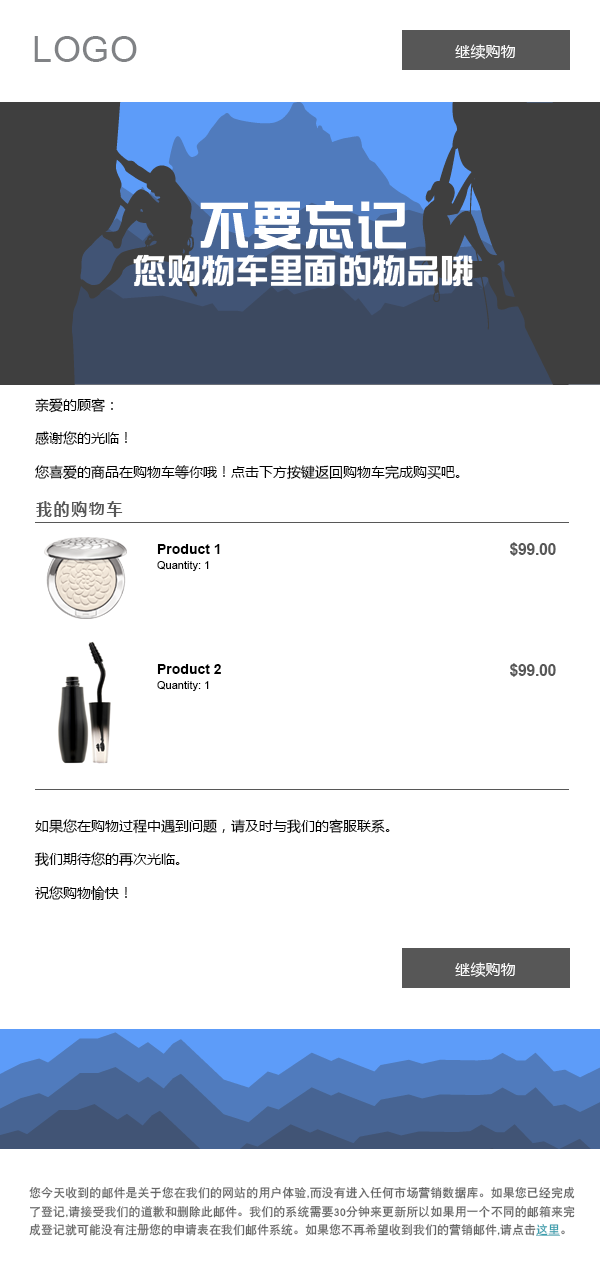 LOGO
继续购物
不要忘记
您购物车里面的物品哦
亲爱的顾客：
感谢您的光临！
您喜爱的商品在购物车等你哦！点击下方按键返回购物车完成购买吧。
我的购物车
Product 1
$99.00
Quantity: 1
Product 2
$99.00
Quantity: 1
如果您在购物过程中遇到问题，请及时与我们的客服联系。
我们期待您的再次光临。
祝您购物愉快！
继续购物
您今天收到的邮件是关于您在我们的网站的用户体验,而没有进入任何市场营销数据库。如果您已经完成
了登记,请接受我们的道歉和删除此邮件。我们的系统需要30分钟来更新所以如果用一个不同的邮箱来完
成登记就可能没有注册您的申请表在我们邮件系统。如果您不再希望收到我们的营销邮件,请点击这里。